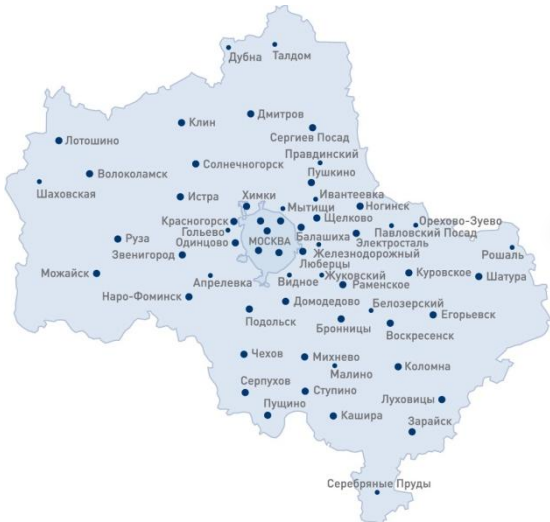 Дубна
Талдом
Дмитров
Клин
Сергиев Посад
Лотошино
Правдинский
Солнечногорск
Пушкино
Волоколамск
Шаховская
Ивантеевка
Истра
Химки
Мытищи
Ногинск
Щелково
Красногорск
Орехово-Зуево
Гольево
Павловский Посад
Балашиха
Руза
Одинцово
МОСКВА
Электросталь
Железнодорожный
Рошаль
Звенигород
Люберцы
Можайск
Апрелевка
Видное
Жуковский
Куровское
Шатура
Раменское
Наро-Фоминск
Домодедово
Белозерский
Подольск
Егорьевск
Бронницы
Воскресенск
Чехов
Михнево
Малино
Коломна
Серпухов
Ступино
Луховицы
Пущино
Кашира
Зарайск
Серебряные Пруды